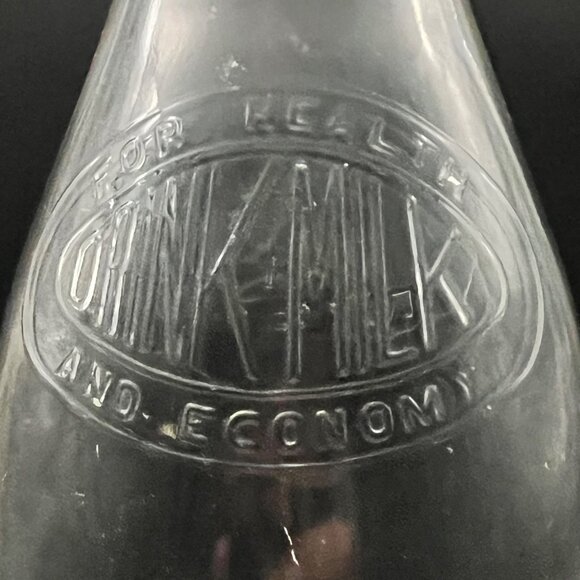 FOR HEALTH
DRINK MILK
AND ECONOMY